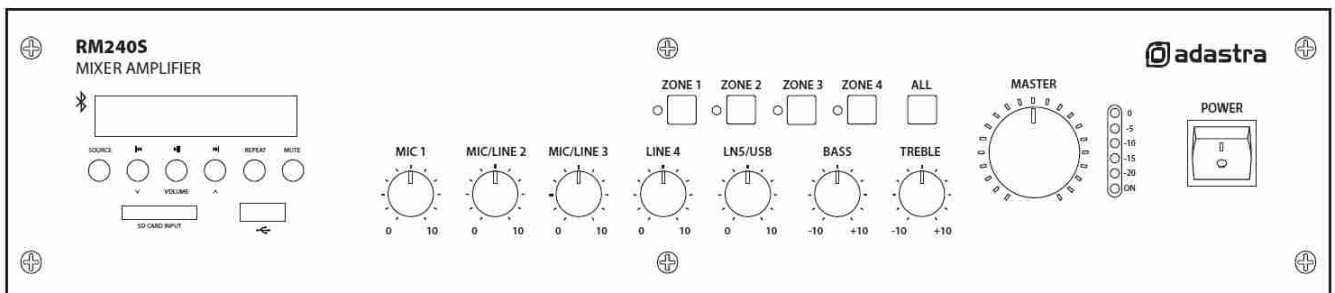 RM240S
MIXER AMPLIFIER
adastra
ZONE 1 ZONE 2 ZONE 3 ZONE 4 ALL
MASTER
POWER
0
-5
-10
-15
-20
ON
SOURCE REPEAT MUTE
VOLUME
SD CARD INPUT
MIC 1 MIC/LINE 2 MIC/LINE 3 LINE 4 LN5/USB BASS TREBLE
0 10 0 10 0 10 0 10 0 10 -10 +10 -10 +10